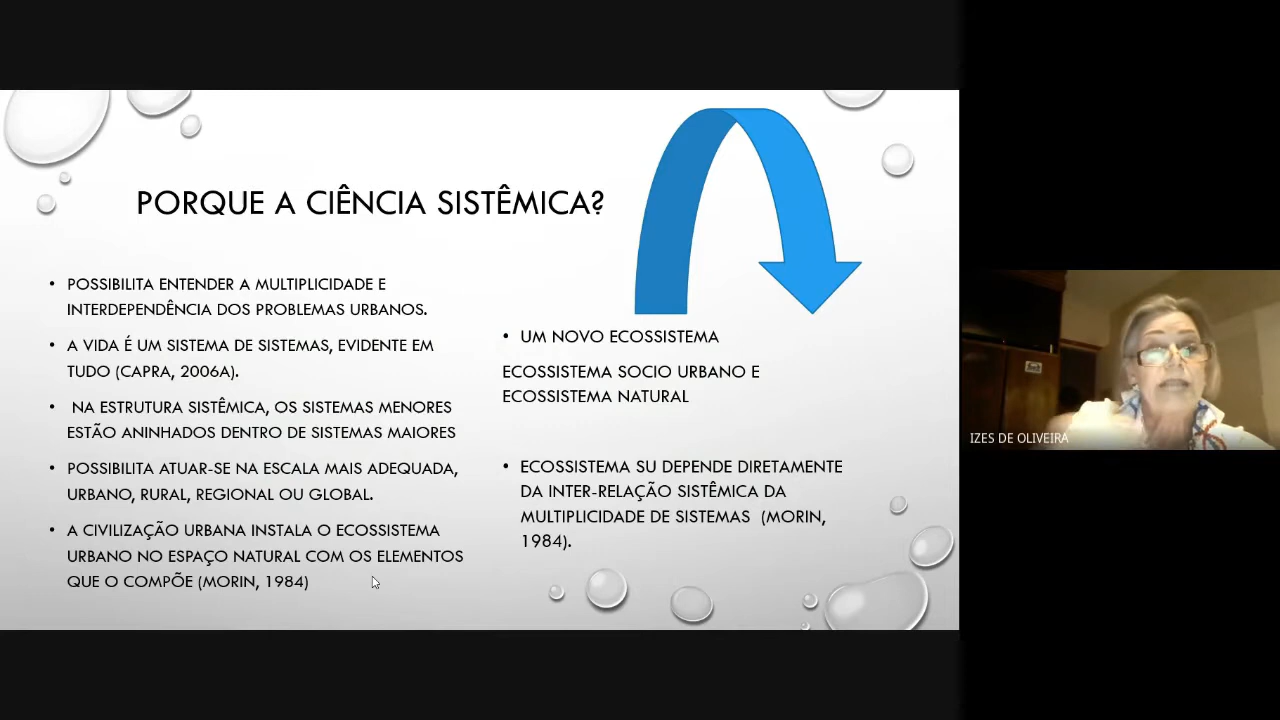 PORQUE A CIÊNCIA SISTÊMICA?
• POSSIBILITA ENTENDER A MULTIPLICIDADE E
INTERDEPENDÊNCIA DOS PROBLEMAS URBANOS.
• A VIDA É UM SISTEMA DE SISTEMAS, EVIDENTE EM
TUDO (CAPRA, 2006A).
• NA ESTRUTURA SISTÊMICA, OS SISTEMAS MENORES
ESTÃO ANINHADOS DENTRO DE SISTEMAS MAIORES
• POSSIBILITA ATUAR-SE NA ESCALA MAIS ADEQUADA,
URBANO, RURAL, REGIONAL OU GLOBAL.
• A CIVILIZAÇÃO URBANA INSTALA O ECOSSISTEMA
URBANO NO ESPAÇO NATURAL COM OS ELEMENTOS
QUE O COMPÕE (MORIN, 1984)
• UM NOVO ECOSSISTEMA
ECOSSISTEMA SOCIO URBANO E
ECOSSISTEMA NATURAL
• ECOSSISTEMA SU DEPENDE DIRETAMENTE
DA INTER-RELAÇÃO SISTÊMICA DA
MULTIPLICIDADE DE SISTEMAS (MORIN,
1984).
IZES DE OLIVEIRA